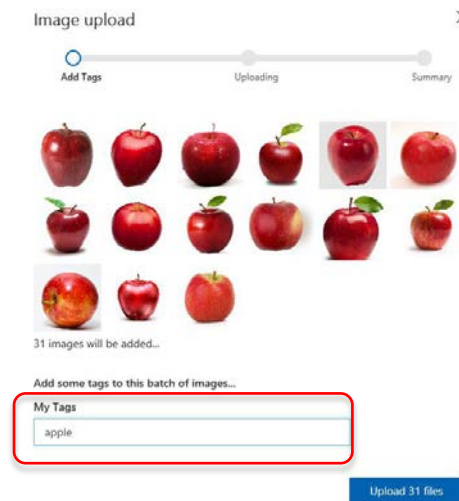 Image upload
Add Tags
Uploading
Summary
31 images will be added...
Add some tags to this batch of images...
My Tags
apple
Upload 31 files